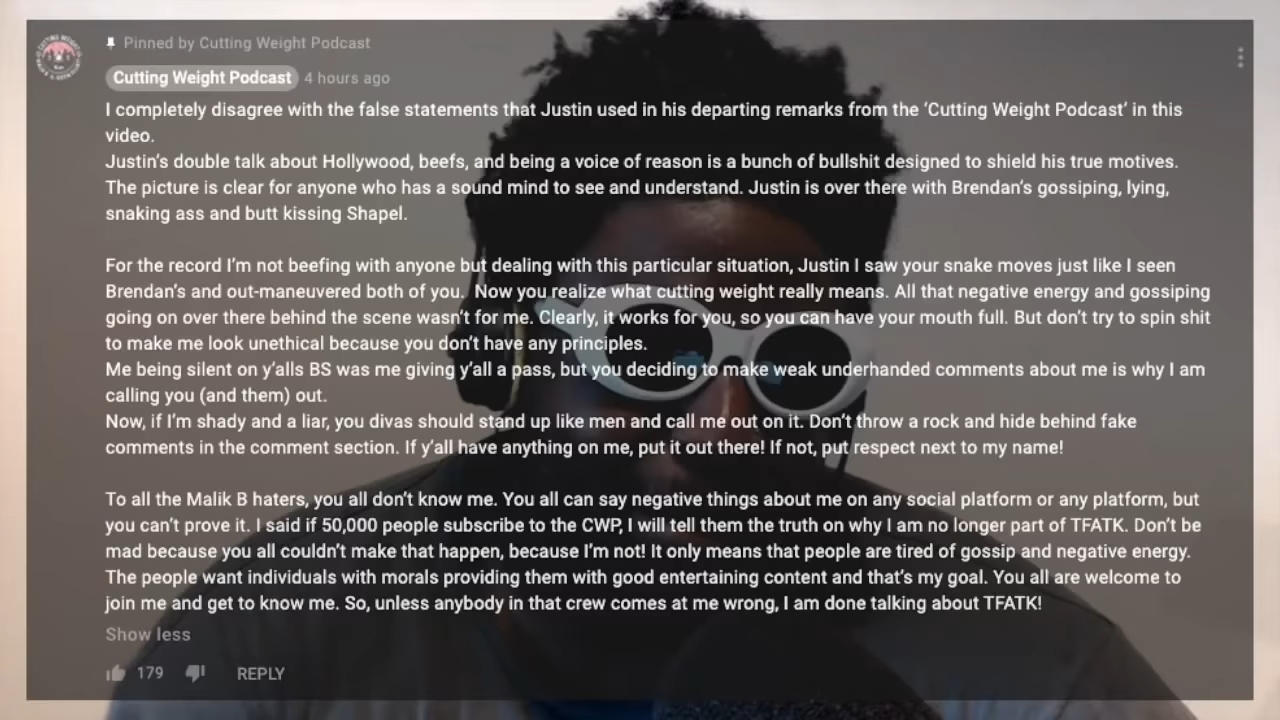 Pinned by Cutting Weight Podcast
Cutting Weight Podcast 4 hours ago
I completely disagree with the false statements that Justin used in his departing remarks from the ‘Cutting Weight Podcast’ in this
video.
Justin’s double talk about Hollywood, beefs, and being a voice of reason is a bunch of bullshit designed to shield his true motives.
The picture is clear for anyone who has a sound mind to see and understand. Justin is over there with Brendan’s gossiping, lying,
snaking ass and butt kissing Shapel.
For the record I’m not beefing with anyone but dealing with this particular situation, Justin I saw your snake moves just like I seen
Brendan’s and out-maneuvered both of you.  Now you realize what cutting weight really means. All that negative energy and gossiping
going on over there behind the scene wasn’t for me. Clearly, it works for you, so you can have your mouth full. But don’t try to spin shit
to make me look unethical because you don’t have any principles.
Me being silent on y’alls BS was me giving y’all a pass, but you deciding to make weak underhanded comments about me is why I am
calling you (and them) out.
Now, if I’m shady and a liar, you divas should stand up like men and call me out on it. Don’t throw a rock and hide behind fake
comments in the comment section. If y’all have anything on me, put it out there! If not, put respect next to my name!
To all the Malik B haters, you all don’t know me. You all can say negative things about me on any social platform or any platform, but
you can’t prove it. I said if 50,000 people subscribe to the CWP, I will tell them the truth on why I am no longer part of TFATK. Don’t be
mad because you all couldn’t make that happen, because I’m not! It only means that people are tired of gossip and negative energy.
The people want individuals with morals providing them with good entertaining content and that’s my goal. You all are welcome to
join me and get to know me. So, unless anybody in that crew comes at me wrong, I am done talking about TFATK!
Show less
179 REPLY